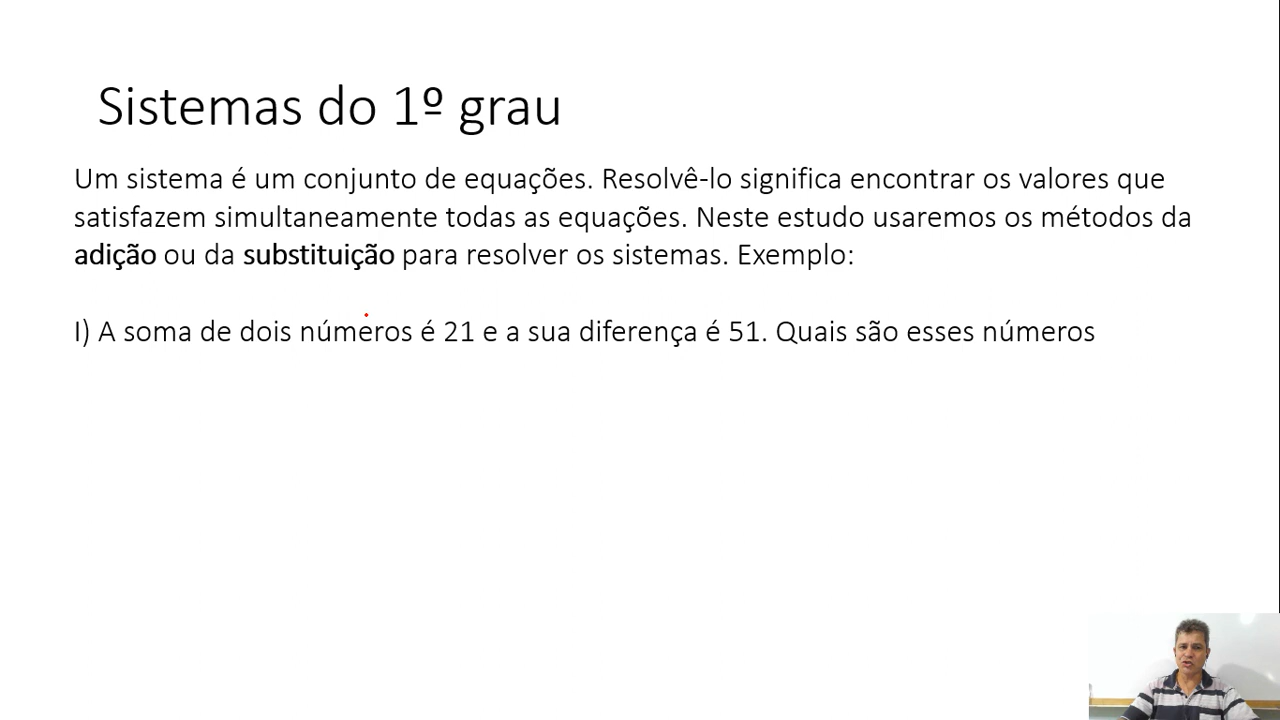 Sistemas do 1º grau
Um sistema é um conjunto de equações. Resolvê-lo significa encontrar os valores que
satisfazem simultaneamente todas as equações. Neste estudo usaremos os métodos da
adição ou da substituição para resolver os sistemas. Exemplo:
I) A soma de dois números é 21 e a sua diferença é 51. Quais são esses números